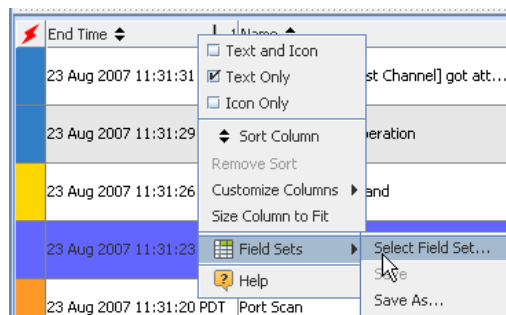 End Time 1 Name
Text and Icon
Text Only
Icon Only
23 Aug 2007 11:31:31 st Channel] got att...
23 Aug 2007 11:31:29 eration
Sort Column
Remove Sort
23 Aug 2007 11:31:26 and
Customize Columns
Size Column to Fit
23 Aug 2007 11:31:23
Field Sets Select Field Set...
Help Save
23 Aug 2007 11:31:20 PDT Port Scan
Save As...